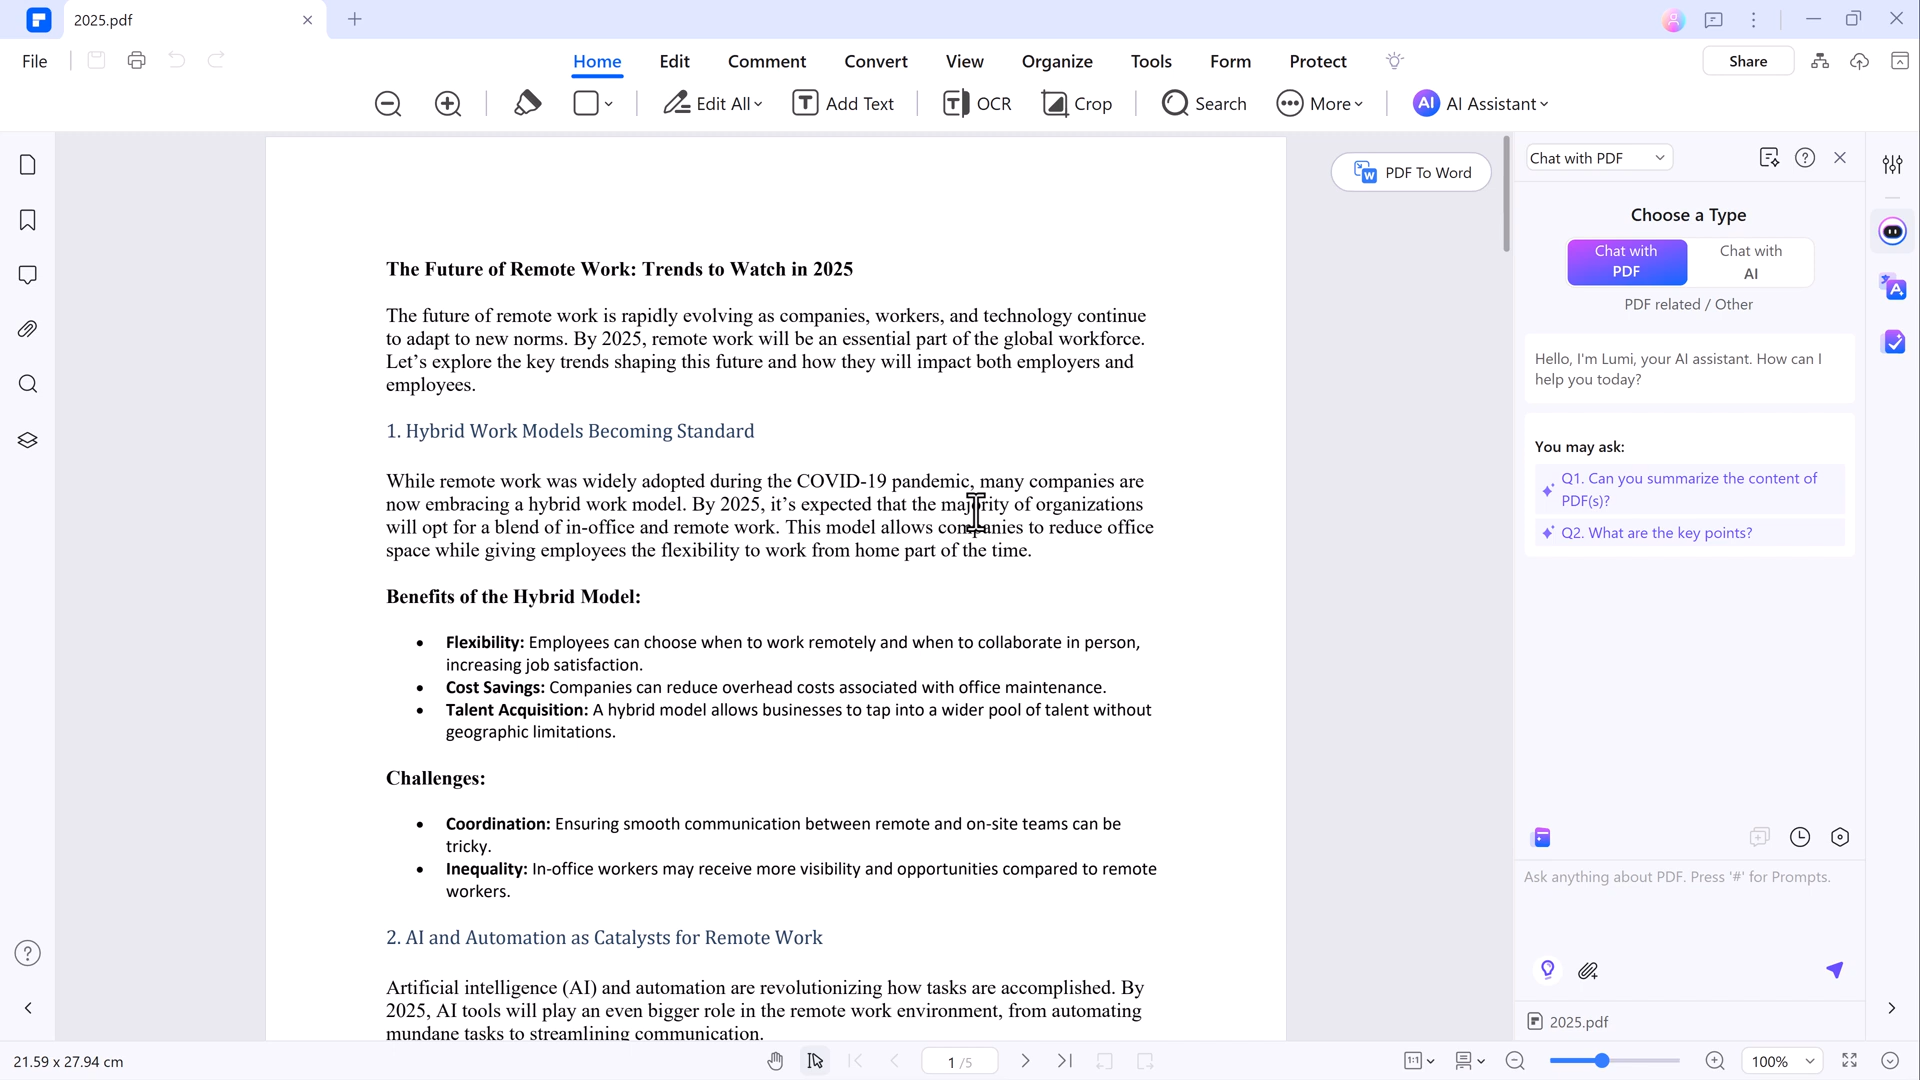 2025.pdf
File
Home
Edit
Comment
Convert
View
Organize
Tools
Form
Protect
Share
Edit All
Add Text
OCR
Crop
Search
More
AI Assistant
PDF To Word
The Future of Remote Work: Trends to Watch in 2025
The future of remote work is rapidly evolving as companies, workers, and technology continue
to adapt to new norms. By 2025, remote work will be an essential part of the global workforce.
Let’s explore the key trends shaping this future and how they will impact both employers and
employees.
1. Hybrid Work Models Becoming Standard
While remote work was widely adopted during the COVID-19 pandemic, many companies are
now embracing a hybrid work model. By 2025, it’s expected that the majority of organizations
will opt for a blend of in-office and remote work. This model allows companies to reduce office
space while giving employees the flexibility to work from home part of the time.
Benefits of the Hybrid Model:
• Flexibility: Employees can choose when to work remotely and when to collaborate in person,
increasing job satisfaction.
• Cost Savings: Companies can reduce overhead costs associated with office maintenance.
• Talent Acquisition: A hybrid model allows businesses to tap into a wider pool of talent without
geographic limitations.
Challenges:
• Coordination: Ensuring smooth communication between remote and on-site teams can be
tricky.
• Inequality: In-office workers may receive more visibility and opportunities compared to remote
workers.
2. AI and Automation as Catalysts for Remote Work
Artificial intelligence (AI) and automation are revolutionizing how tasks are accomplished. By
2025, AI tools will play an even bigger role in the remote work environment, from automating
mundane tasks to streamlining communication.
Chat with PDF
Choose a Type
Chat with
PDF
Chat with
AI
PDF related / Other
Hello, I'm Lumi, your AI assistant. How can I
help you today?
You may ask:
Q1. Can you summarize the content of
PDF(s)?
Q2. What are the key points?
Ask anything about PDF. Press '#' for Prompts.
2025.pdf
21.59 x 27.94 cm
1 /5
100%